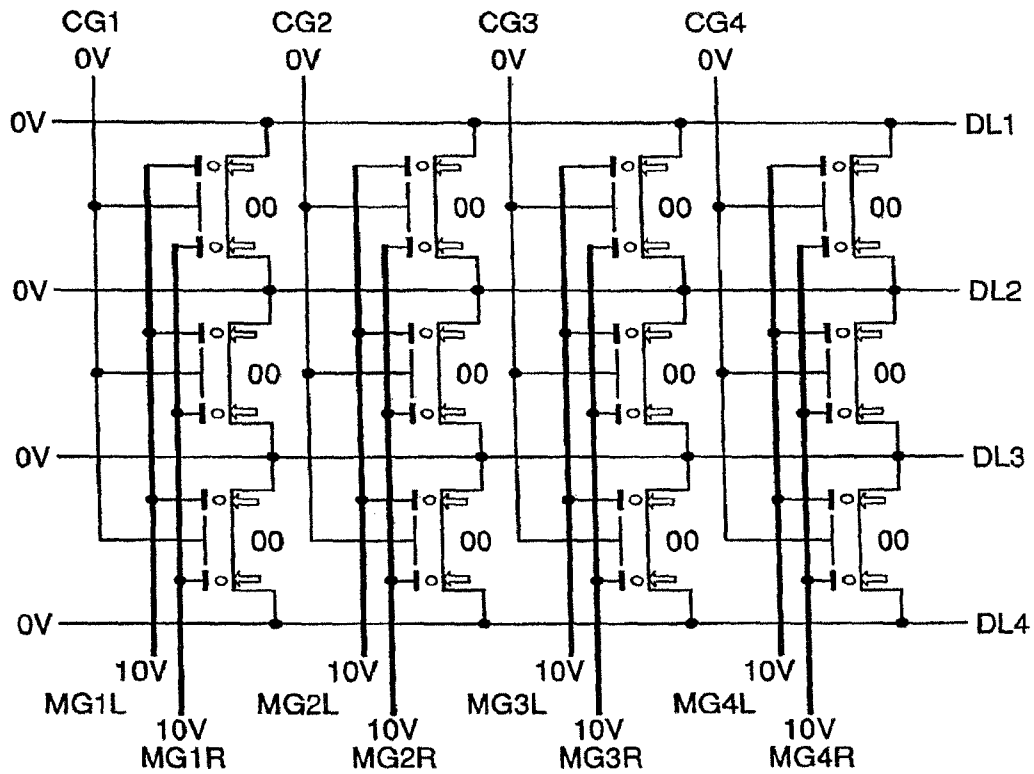 CG1 CG2 CG3 CG4
0V 0V 0V 0V
0V DL1
00 00 00 00
0V DL2
00 00 00 00
0V DL3
00 00 00 00
0V DL4
10V 10V 10V 10V
MG1L MG2L MG3L MG4L
10V 10V 10V 10V
MG1R MG2R MG3R MG4R